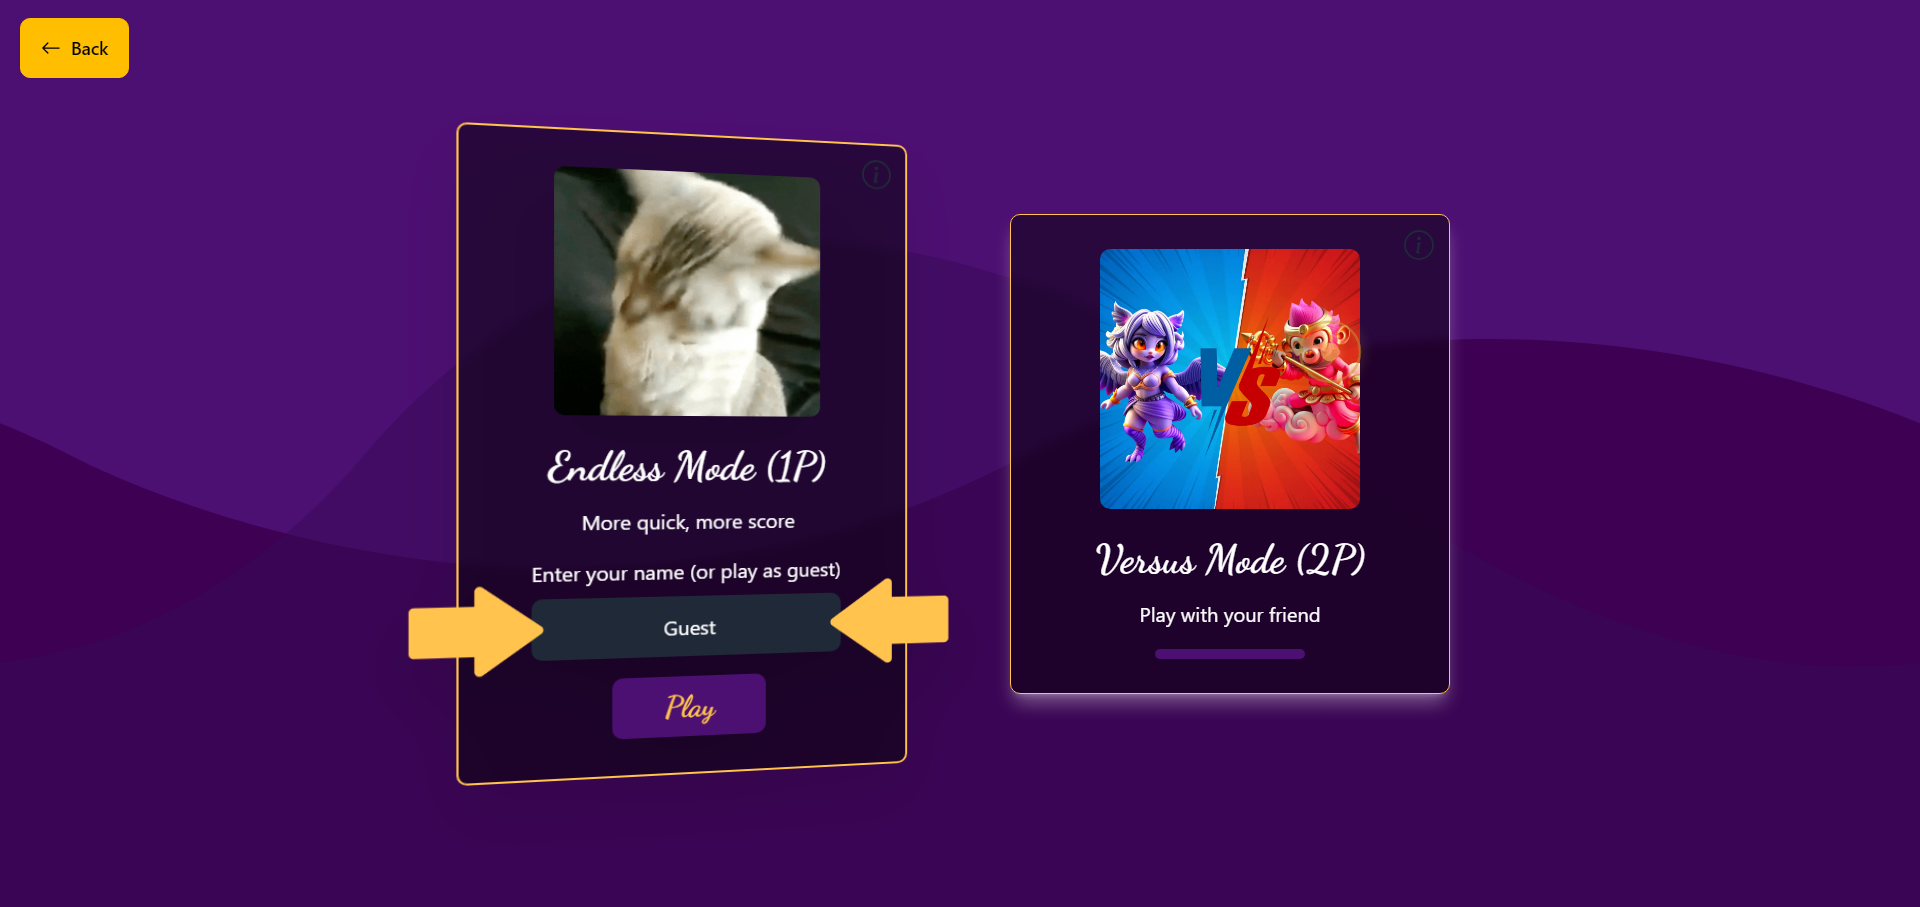 Back
Endless Mode (1P)
More quick, more score
Enter your name (or play as guest)
Guest
Play
VS
Versus Mode (2P)
Play with your friend